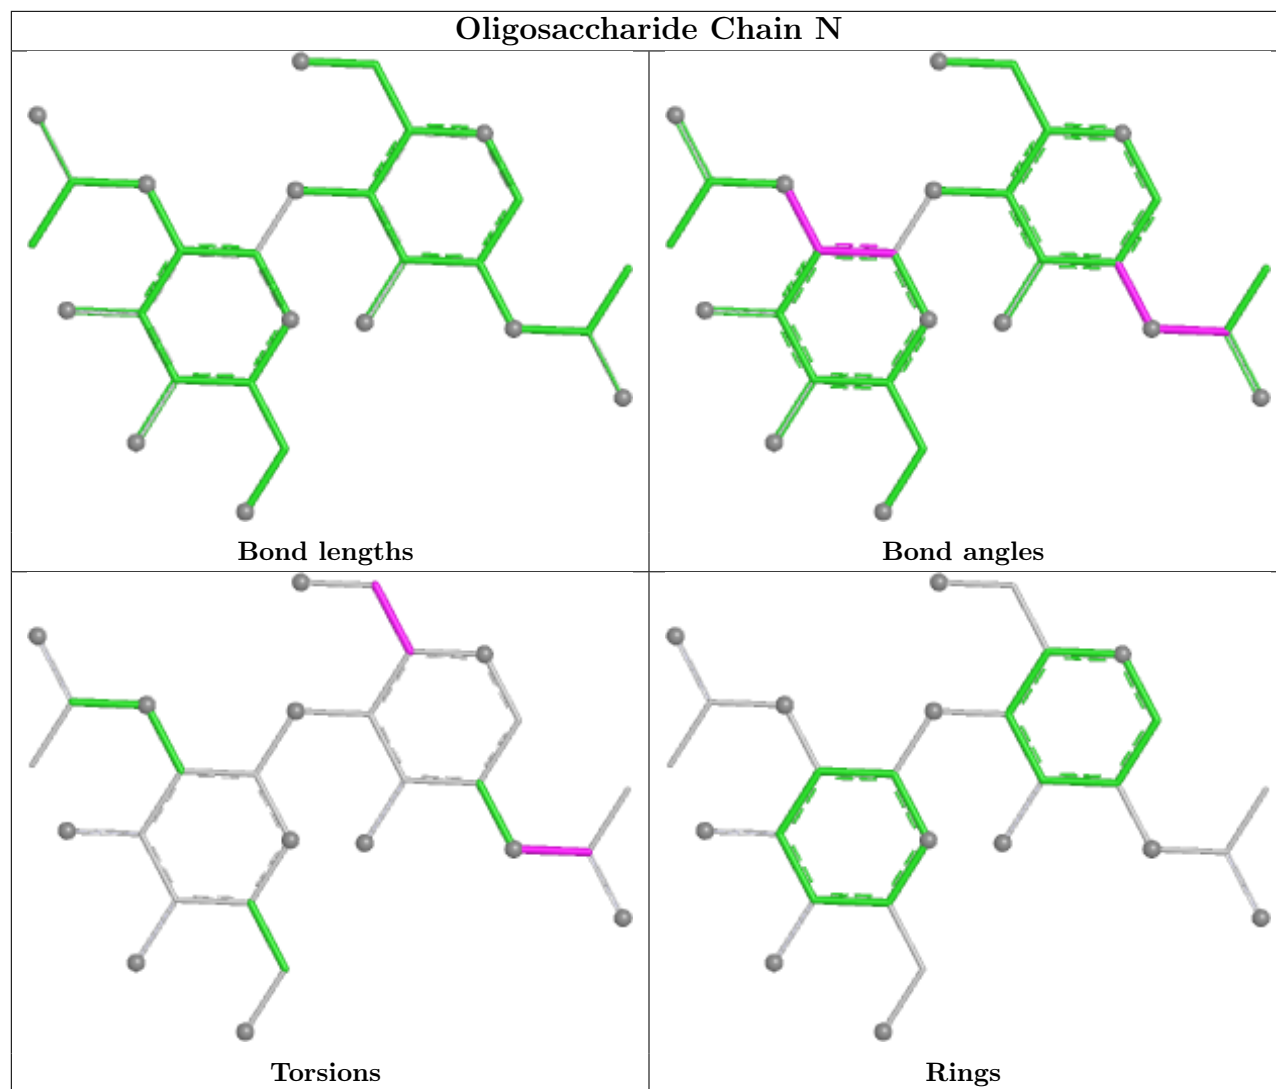 Oligosaccharide Chain N
Bond lengths
Bond angles
Torsions
Rings